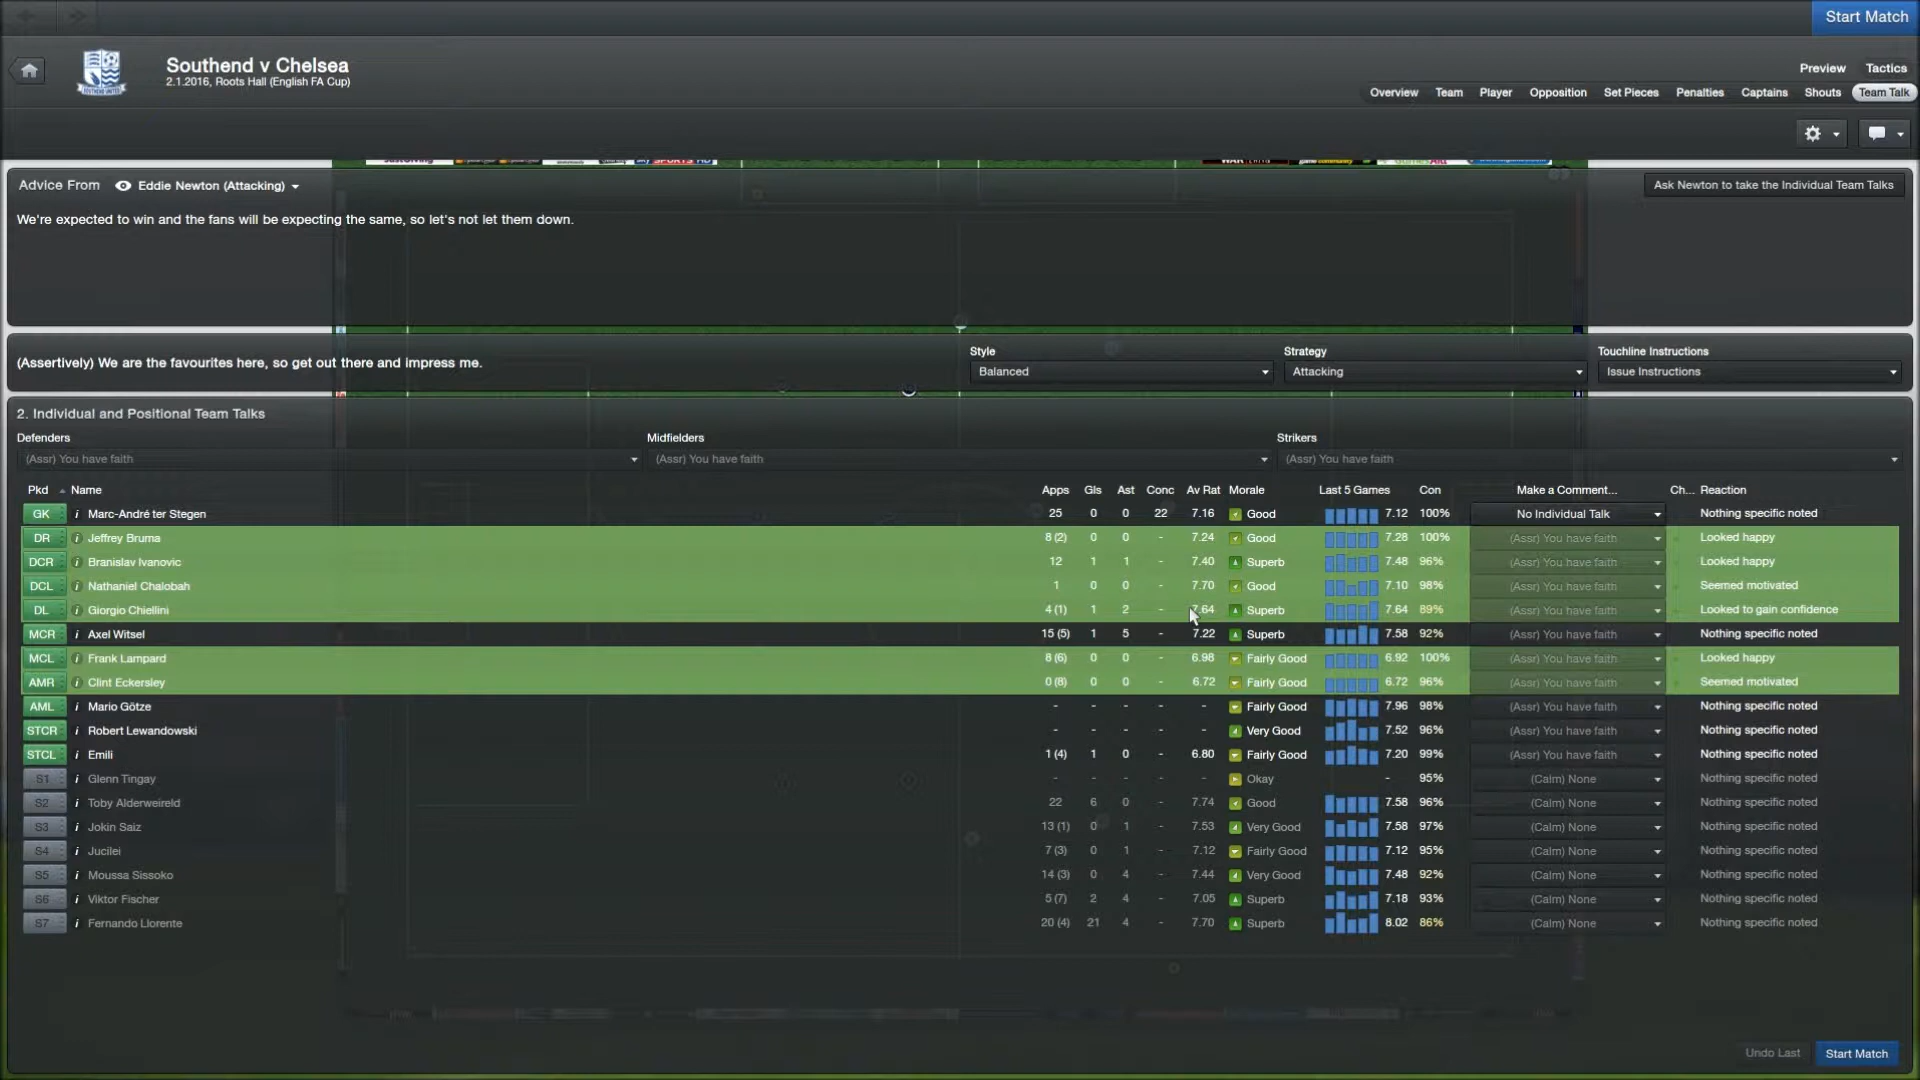 Start Match
Southend v Chelsea
2.1.2016, Roots Hall (English FA Cup)
Preview Tactics
Overview Team Player Opposition Set Pieces Penalties Captains Shouts Team Talk
Advice From Eddie Newton (Attacking) Ask Newton to take the Individual Team Talks
We're expected to win and the fans will be expecting the same, so let's not let them down.
(Assertively) We are the favourites here, so get out there and impress me.
Style Strategy Touchline Instructions
Balanced Attacking Issue Instructions
2. Individual and Positional Team Talks
Defenders Midfielders Strikers
(Assr) You have faith (Assr) You have faith (Assr) You have faith
Pkd Name Apps Gls Ast Conc Av Rat Morale Last 5 Games Con Make a Comment... Ch... Reaction
GK i Marc-André ter Stegen 25 0 0 22 7.16 Good 7.12 100% No Individual Talk Nothing specific noted
DR i Jeffrey Bruma 8 (2) 0 0 - 7.24 Good 7.28 100% (Assr) You have faith Looked happy
DCR i Branislav Ivanovic 12 1 1 - 7.40 Superb 7.48 96% (Assr) You have faith Looked happy
DCL i Nathaniel Chalobah 1 0 0 - 7.70 Good 7.10 98% (Assr) You have faith Seemed motivated
DL i Giorgio Chiellini 4 (1) 1 2 - 7.64 Superb 7.64 89% (Assr) You have faith Looked to gain confidence
MCR i Axel Witsel 15 (5) 1 5 - 7.22 Superb 7.58 92% (Assr) You have faith Nothing specific noted
MCL i Frank Lampard 8 (6) 0 0 - 6.98 Fairly Good 6.92 100% (Assr) You have faith Looked happy
AMR i Clint Eckersley 0 (8) 0 0 - 6.72 Fairly Good 6.72 96% (Assr) You have faith Seemed motivated
AML i Mario Götze - - - - - Fairly Good 7.96 98% (Assr) You have faith Nothing specific noted
STCR i Robert Lewandowski - - - - - Very Good 7.52 96% (Assr) You have faith Nothing specific noted
STCL i Emili 1 (4) 1 0 - 6.80 Fairly Good 7.20 99% (Assr) You have faith Nothing specific noted
S1 i Glenn Tingay - - - - - Okay - 95% (Calm) None Nothing specific noted
S2 i Toby Alderweireld 22 6 0 - 7.74 Good 7.58 96% (Calm) None Nothing specific noted
S3 i Jokin Saiz 13 (1) 0 1 - 7.53 Very Good 7.58 97% (Calm) None Nothing specific noted
S4 i Jucilei 7 (3) 0 1 - 7.12 Fairly Good 7.12 95% (Calm) None Nothing specific noted
S5 i Moussa Sissoko 14 (3) 0 4 - 7.44 Very Good 7.48 92% (Calm) None Nothing specific noted
S6 i Viktor Fischer 5 (7) 2 4 - 7.05 Superb 7.18 93% (Calm) None Nothing specific noted
S7 i Fernando Llorente 20 (4) 21 4 - 7.70 Superb 8.02 86% (Calm) None Nothing specific noted
Undo Last Start Match